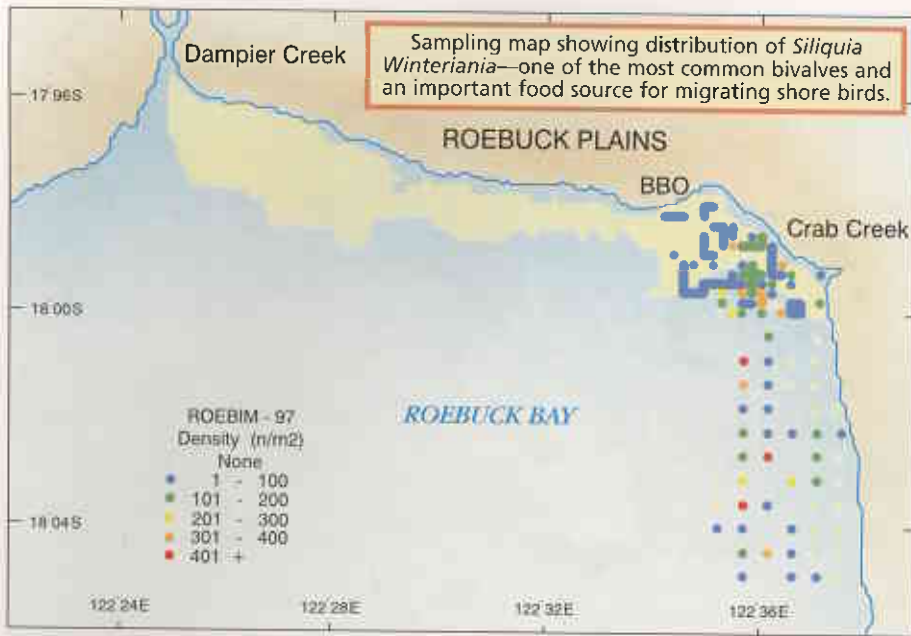 Sampling map showing distribution of Siliquia
Winteriania—one of the most common bivalves and
an important food source for migrating shore birds.
Dampier Creek
17.96S
ROEBUCK PLAINS
BBO
Crab Creek
18.00S
ROEBUCK BAY
ROEBIM - 97
Density (n/m2)
None
1 - 100
101 - 200
201 - 300
301 - 400
401 +
18 04S
122 24E
122 28E
122 32E
122 36E